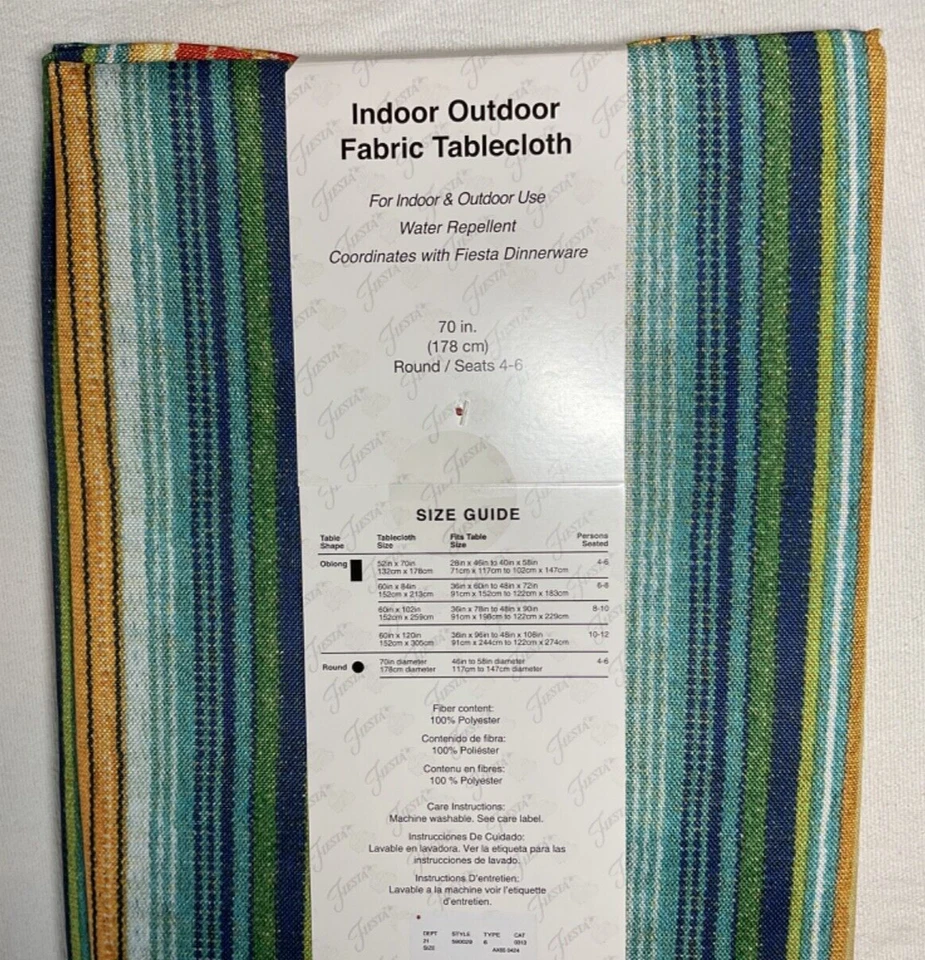 Indoor Outdoor
Fabric Tablecloth
For Indoor & Outdoor Use
Water Repellent
Coordinates with Fiesta Dinnerware
70 in.
(178 cm)
Round / Seats 4-6
SIZE GUIDE
Table Shape Tablecloth Size Fits Table Size Persons Seated
Oblong 52in x 70in 28in x 46in to 40in x 58in 4-6
132cm x 178cm 71cm x 117cm to 102cm x 147cm
60in x 84in 36in x 60in to 48in x 72in 6-8
152cm x 213cm 91cm x 152cm to 122cm x 183cm
60in x 102in 36in x 78in to 48in x 90in 8-10
152cm x 259cm 91cm x 198cm to 122cm x 229cm
60in x 120in 36in x 96in to 48in x 108in 10-12
152cm x 305cm 91cm x 244cm to 122cm x 274cm
Round 70in diameter 46in to 58in diameter 4-6
178cm diameter 117cm to 147cm diameter
Fiber content:
100% Polyester
Contenido de fibra:
100% Poliéster
Contenu en fibres:
100 % Polyester
Care Instructions:
Machine washable. See care label.
Instrucciones De Cuidado:
Lavable en lavadora. Ver la etiqueta para las
instrucciones de lavado.
Instructions D'entretien:
Lavable a la machine voir l'etiquette
d'entretien.
DEPT STYLE TYPE CAT
21 6
SIZE
FIESTA